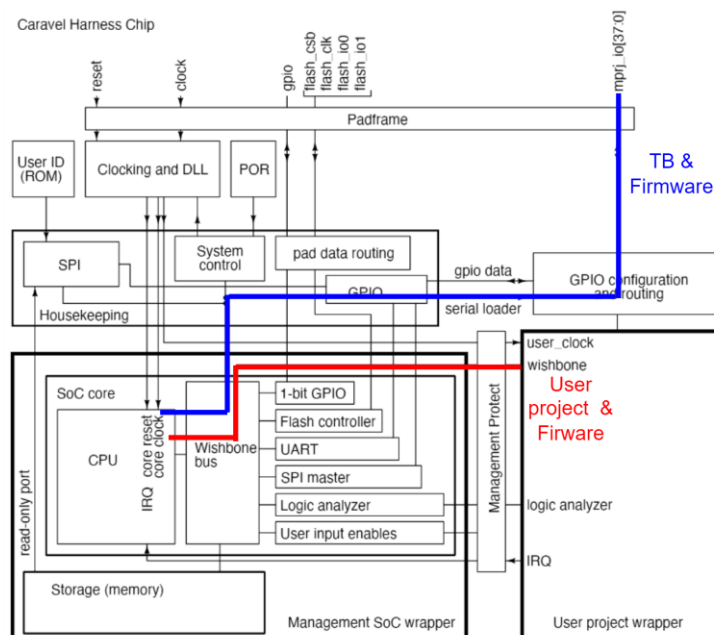 Caravel Harness Chip
reset
clock
gpio
flash_csb
flash_clk
flash_io0
flash_io1
mprj_io[37:0]
Padframe
User ID
(ROM)
Clocking and DLL
POR
TB &
Firmware
SPI
System
control
pad data routing
GPIO
gpio data
serial loader
GPIO configuration
and routing
Housekeeping
user_clock
wishbone
SoC core
1-bit GPIO
User
project &
Firware
CPU
IRQ
core reset
core clock
Wishbone
bus
Flash controller
UART
SPI master
Logic analyzer
User input enables
Management Protect
logic analyzer
IRQ
read-only port
Storage (memory)
Management SoC wrapper
User project wrapper